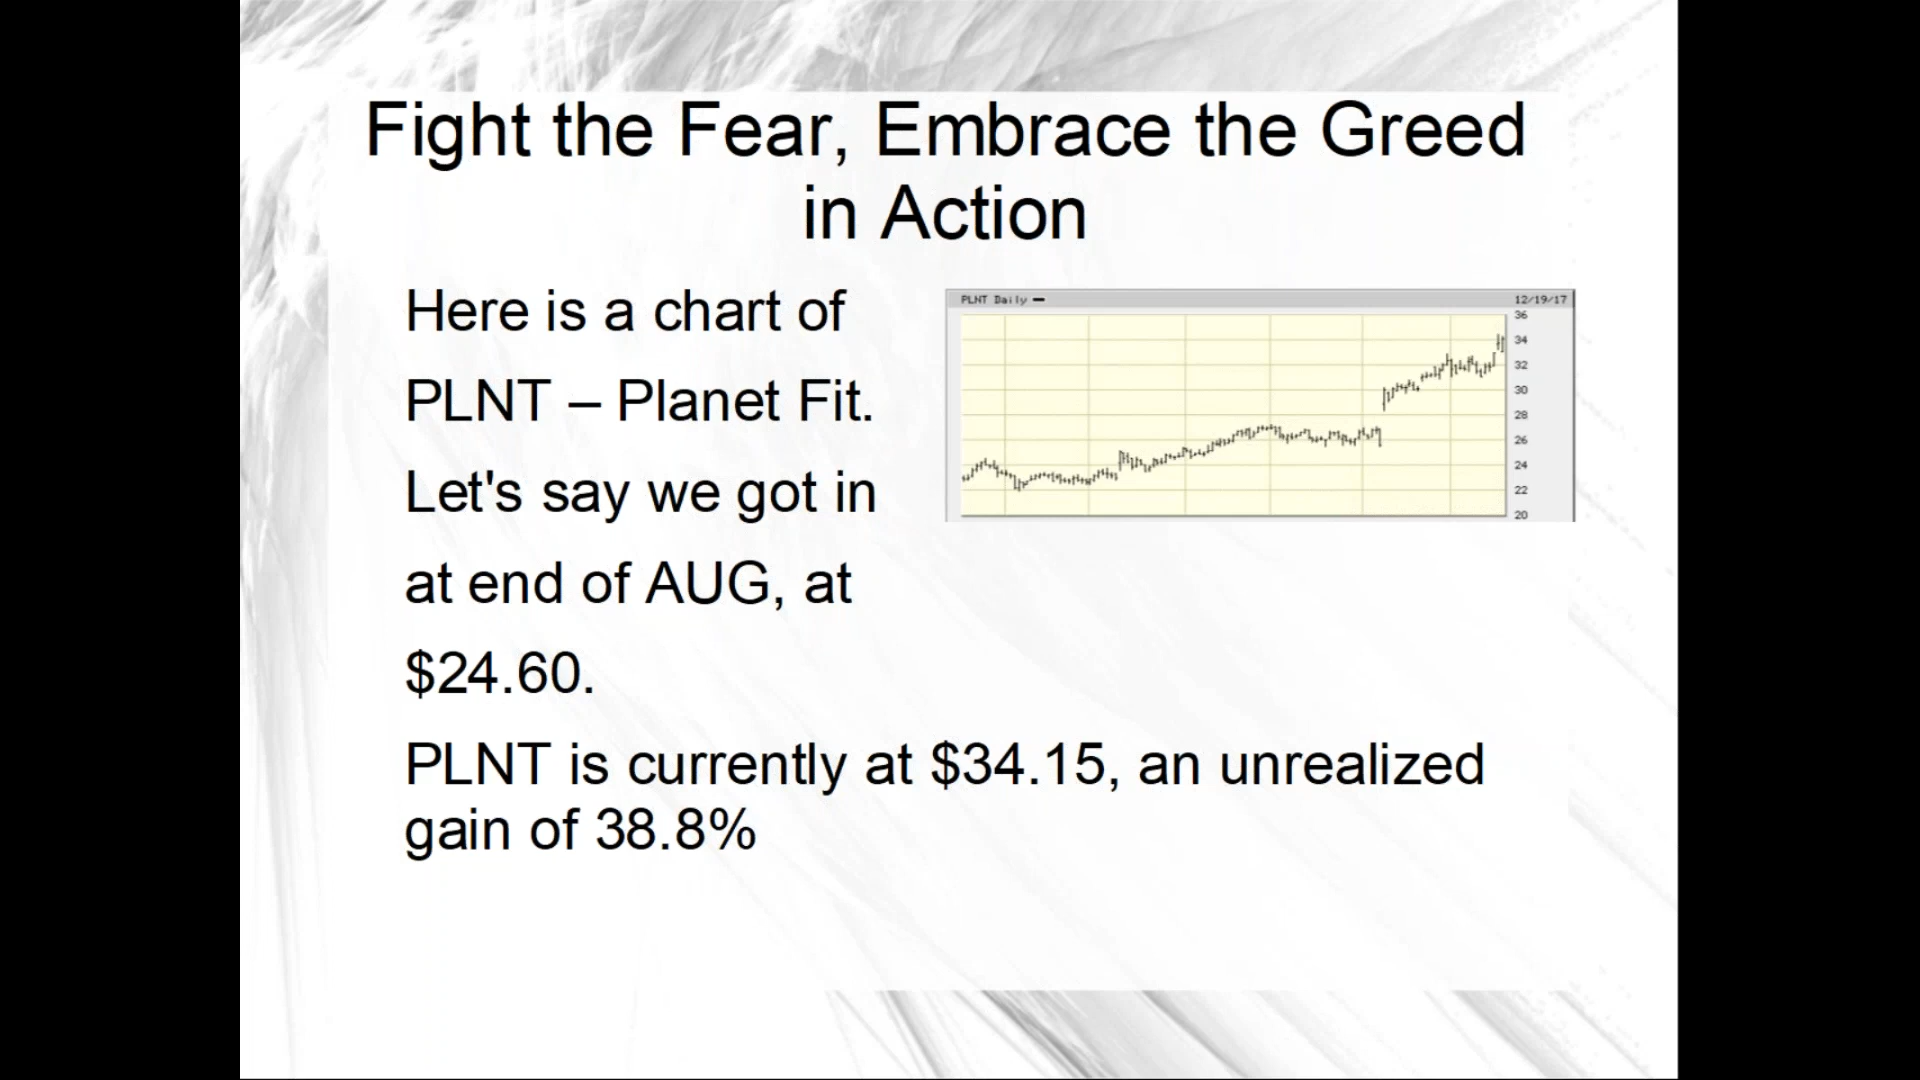 Fight the Fear, Embrace the Greed
in Action
Here is a chart of
PLNT – Planet Fit.
Let's say we got in
at end of AUG, at
$24.60.
PLNT is currently at $34.15, an unrealized
gain of 38.8%
PLNT Daily
12/19/17
36
34
32
30
28
26
24
22
20